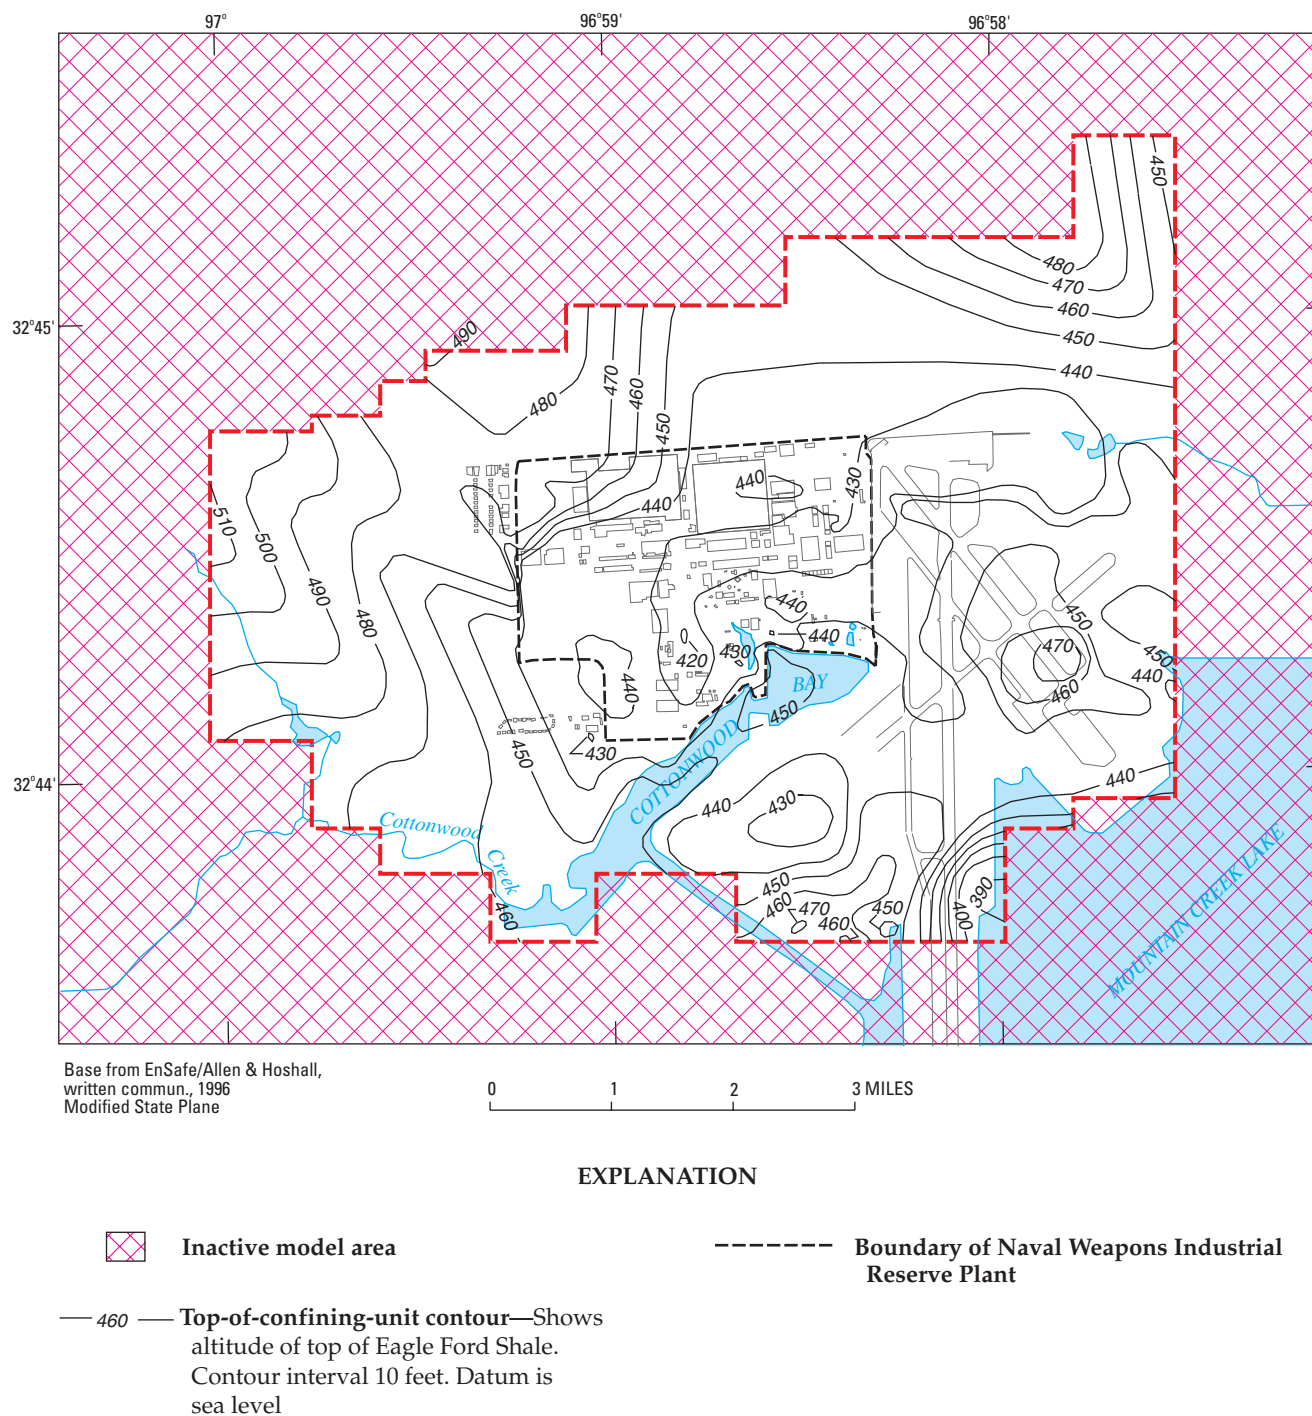 97°
96°59'
96°58'
450
480
470
460
450
32°45'
490
440
470
460
480
450
440
430
440
510
500
490
480
450
440
470
440
450
420
430
440
460
440
BAY
450
450
430
COTTONWOOD
32°44'
440
440
430
Cottonwood
Creek
450
390
460
470
450
460
400
460
MOUNTAIN CREEK LAKE
Base from EnSafe/Allen & Hoshall,
written commun., 1996
Modified State Plane
0 1 2 3 MILES
EXPLANATION
Inactive model area
Boundary of Naval Weapons Industrial
Reserve Plant
460 Top-of-confining-unit contour—Shows
altitude of top of Eagle Ford Shale.
Contour interval 10 feet. Datum is
sea level